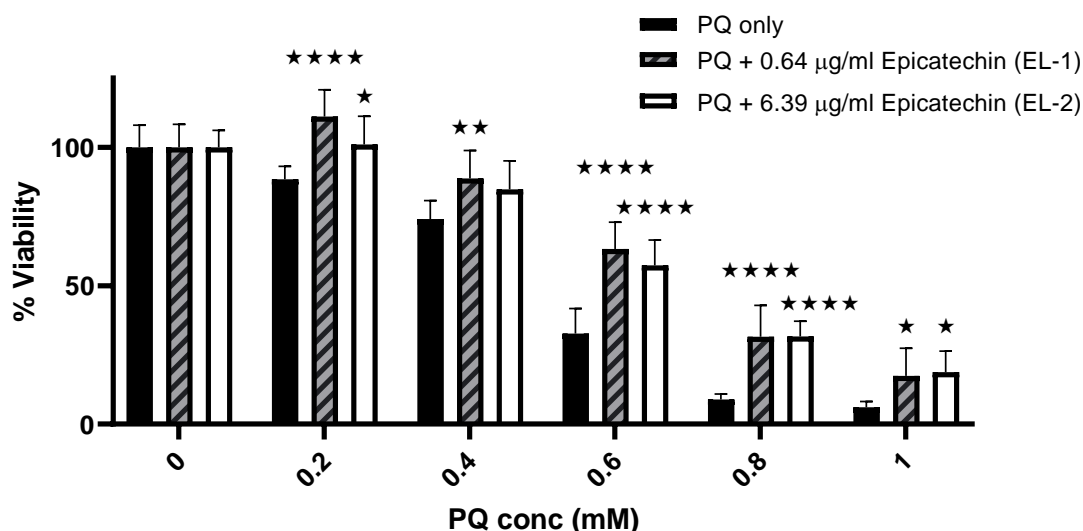 PQ only
PQ + 0.64 μg/ml Epicatechin (EL-1)
PQ + 6.39 μg/ml Epicatechin (EL-2)
★★★★
★
★★
★★★★
★★★★
★★★★
★★★★
★ ★
% Viability
100
50
0
0 0.2 0.4 0.6 0.8 1
PQ conc (mM)